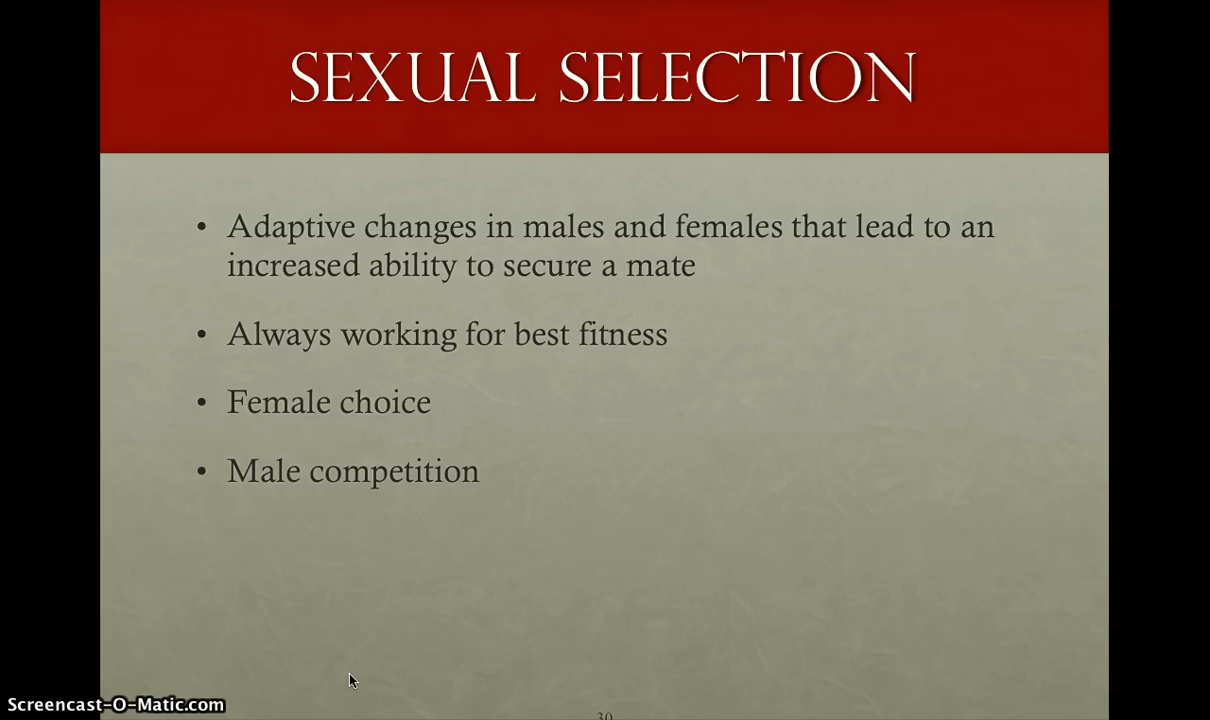 SEXUAL SELECTION
• Adaptive changes in males and females that lead to an
increased ability to secure a mate
• Always working for best fitness
• Female choice
• Male competition
30
Screencast-O-Matic.com